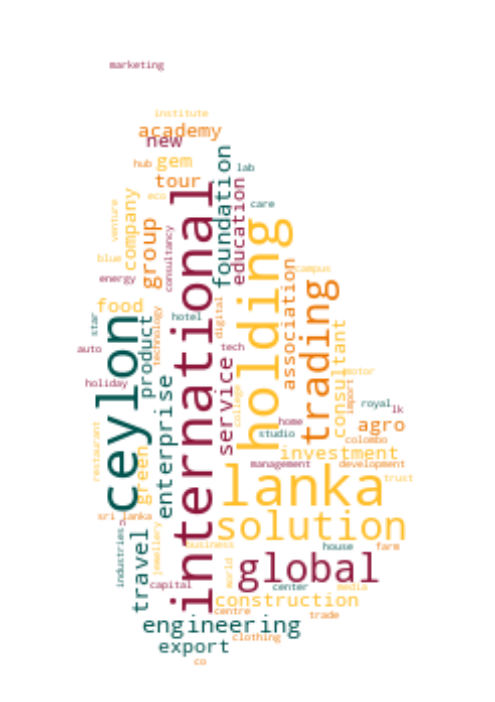 marketing
institute
academy
new
hub
gem
lab
tour
foundation
education
eco
care
company
venture
group
consultancy
international
holding
blue
energy
association
campus
trading
food
star
ceylon
product
technology
hotel
digital
tech
auto
holiday
enterprise
service
college
consultant
motor
import
royal
lk
agro
home
studio
colombo
restaurant
green
investment
management
development
lanka
trust
sri lanka
solution
industries
travel
jewellery
business
house
farm
world
global
capital
center
media
construction
centre
trade
engineering
clothing
export
co